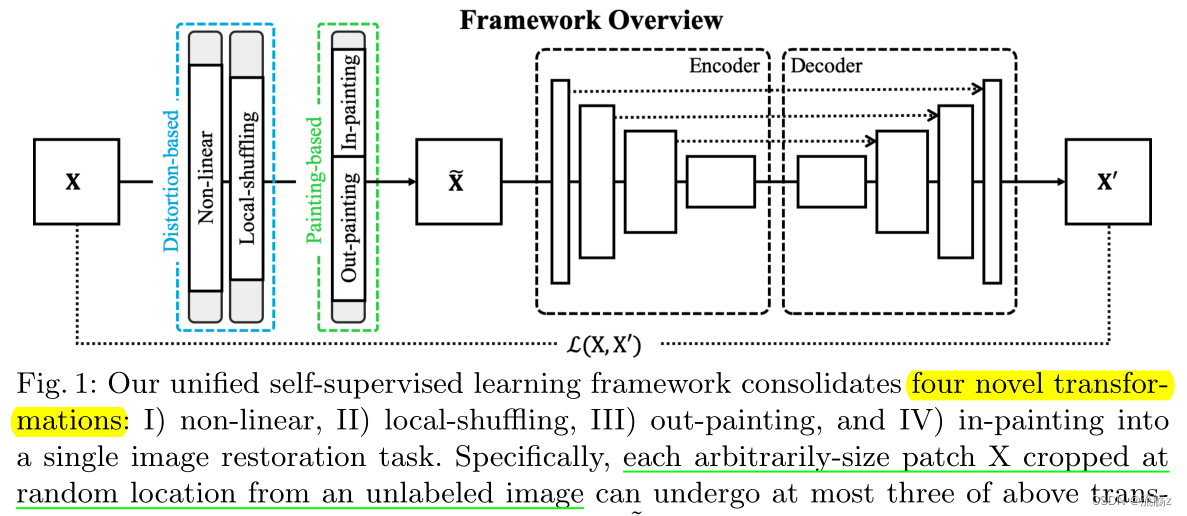 Framework Overview
Encoder
Decoder
X
Distortion-based
Non-linear
Local-shuffling
Painting-based
In-painting
Out-painting
X̃
X′
ℒ(X, X′)
Fig. 1: Our unified self-supervised learning framework consolidates four novel transfor-
mations: I) non-linear, II) local-shuffling, III) out-painting, and IV) in-painting into
a single image restoration task. Specifically, each arbitrarily-size patch X cropped at
random location from an unlabeled image can undergo at most three of above trans-